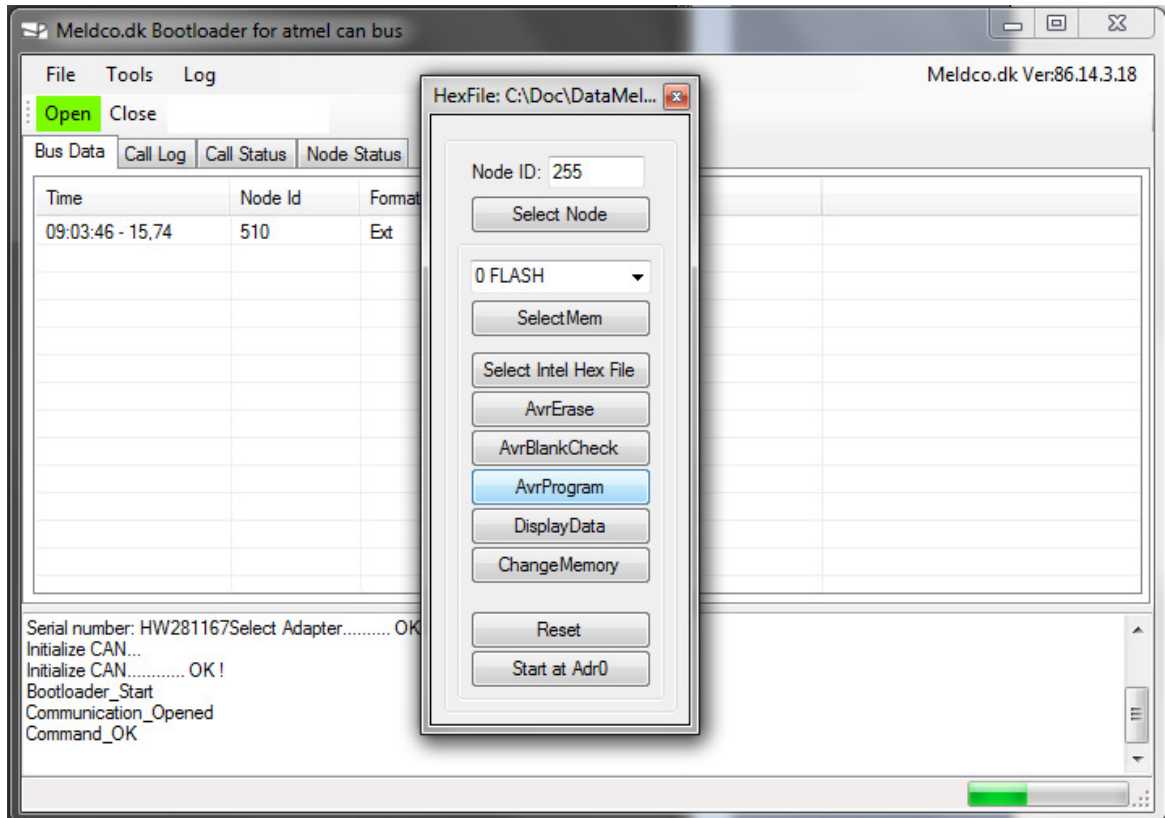 Meldco.dk Bootloader for atmel can bus
File Tools Log
Meldco.dk Ver:86.14.3.18
Open Close
Bus Data Call Log Call Status Node Status
Time Node Id Format
09:03:46 - 15,74 510 Ext
HexFile: C:\Doc\DataMel...
Node ID: 255
Select Node
0 FLASH
SelectMem
Select Intel Hex File
AvrErase
AvrBlankCheck
AvrProgram
DisplayData
ChangeMemory
Reset
Start at Adr0
Serial number: HW281167Select Adapter.......... OK
Initialize CAN...
Initialize CAN............ OK !
Bootloader_Start
Communication_Opened
Command_OK